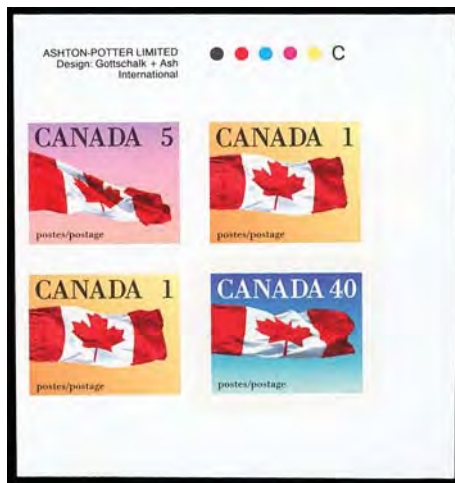 ASHTON-POTTER LIMITED
Design: Gottschalk + Ash
International
C
CANADA 5
postes/postage
CANADA 1
postes/postage
CANADA 1
postes/postage
CANADA 40
postes/postage